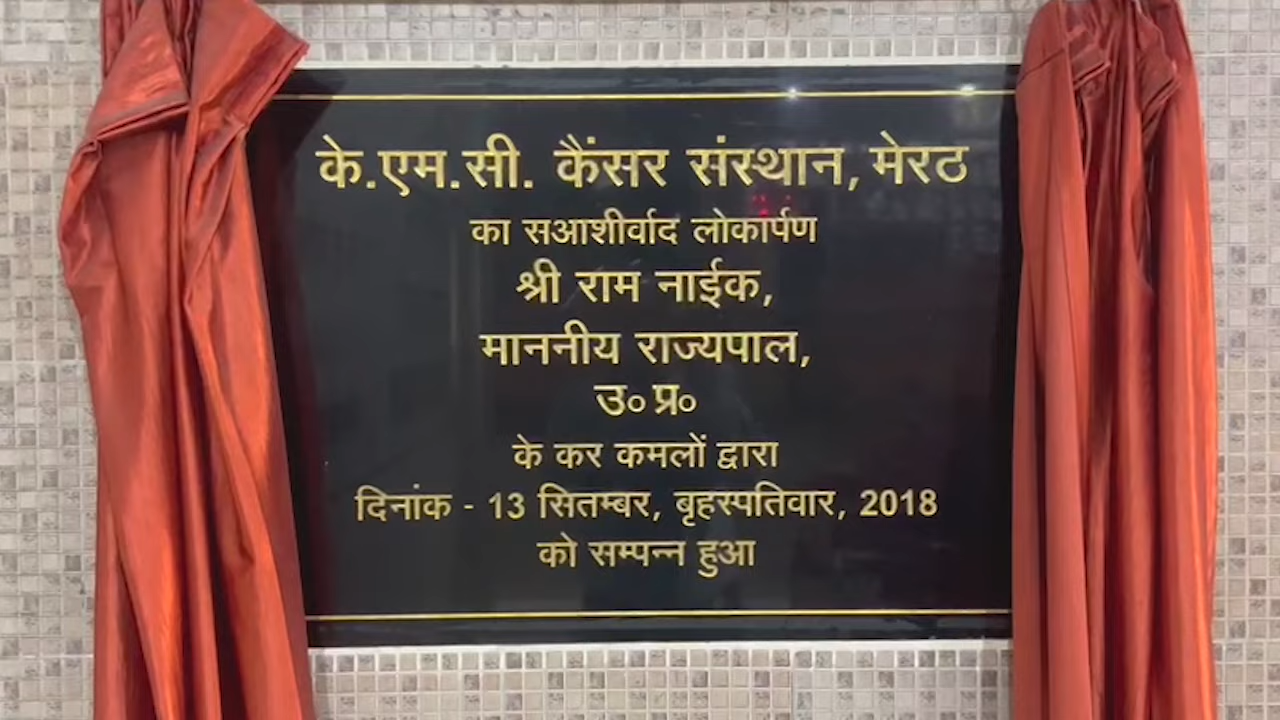 के.एम.सी. कैंसर संस्थान, मेरठ
का सआशीर्वाद लोकार्पण
श्री राम नाईक,
माननीय राज्यपाल,
उ० प्र०
के कर कमलों द्वारा
दिनांक - 13 सितम्बर, बृहस्पतिवार, 2018
को सम्पन्न हुआ